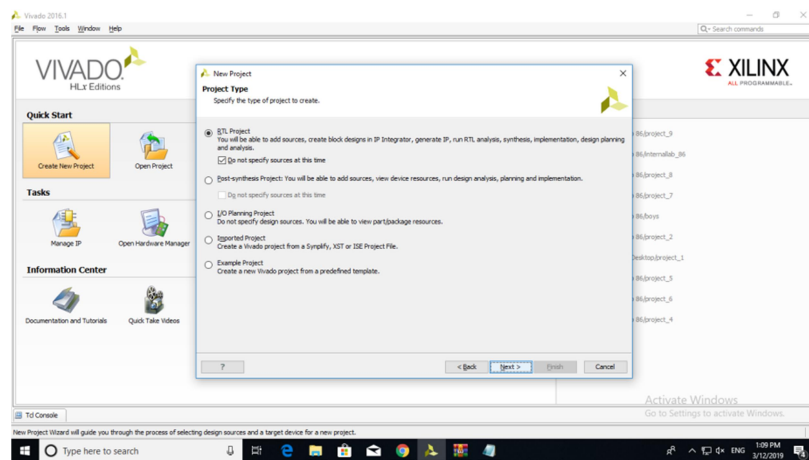 Vivado 2016.1
File Flow Tools Window Help
Search commands
VIVADO.
HLx Editions
XILINX
ALL PROGRAMMABLE.
Quick Start
Create New Project
Open Project
Tasks
Manage IP
Open Hardware Manager
Information Center
Documentation and Tutorials
Quick Take Videos
New Project
Project Type
Specify the type of project to create.
RTL Project
You will be able to add sources, create block designs in IP Integrator, generate IP, run RTL analysis, synthesis, implementation, design planning
and analysis.
Do not specify sources at this time
Post-synthesis Project: You will be able to add sources, view device resources, run design analysis, planning and implementation.
Do not specify sources at this time
I/O Planning Project
Do not specify design sources. You will be able to view part/package resources.
Imported Project
Create a Vivado project from a Synplify, XST or ISE Project File.
Example Project
Create a new Vivado project from a predefined template.
?
< Back
Next >
Finish
Cancel
86/project_9
86/internallab_86
86/project_8
86/project_7
86/boys
86/project_2
Desktop/project_1
86/project_5
86/project_6
86/project_4
Activate Windows
Go to Settings to activate Windows.
Tcl Console
New Project Wizard will guide you through the process of selecting design sources and a target device for a new project.
Type here to search
ENG
1:09 PM
3/12/2019